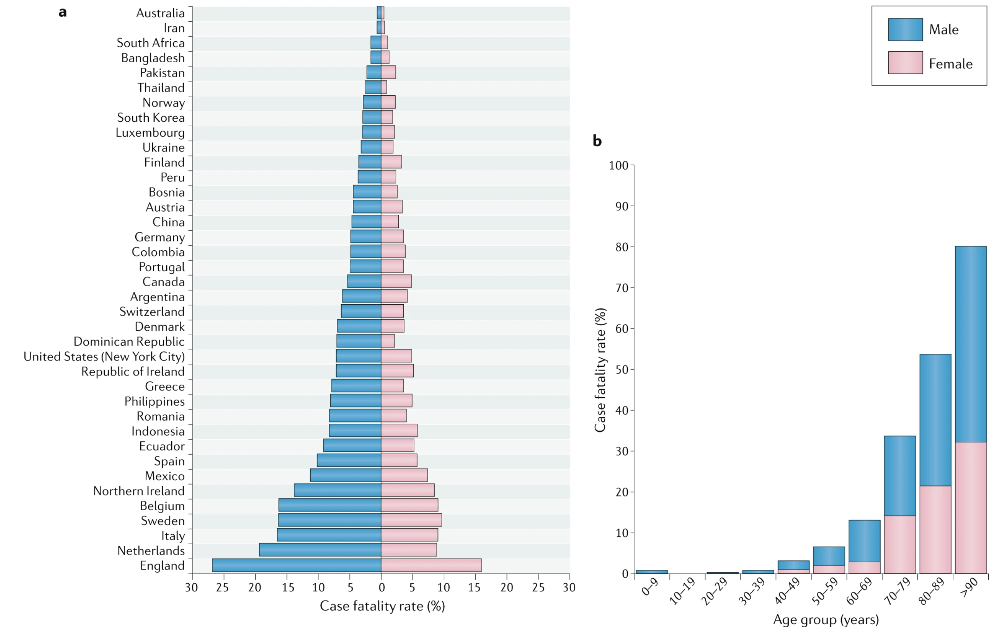 a
Australia
Iran
South Africa
Bangladesh
Pakistan
Thailand
Norway
South Korea
Luxembourg
Ukraine
Finland
Peru
Bosnia
Austria
China
Germany
Colombia
Portugal
Canada
Argentina
Switzerland
Denmark
Dominican Republic
United States (New York City)
Republic of Ireland
Greece
Philippines
Romania
Indonesia
Ecuador
Spain
Mexico
Northern Ireland
Belgium
Sweden
Italy
Netherlands
England
30 25 20 15 10 5 0 5 10 15 20 25 30
Case fatality rate (%)
Male
Female
b
100
90
80
70
60
50
40
30
20
10
0
Case fatality rate (%)
0–9 10–19 20–29 30–39 40–49 50–59 60–69 70–79 80–89 >90
Age group (years)